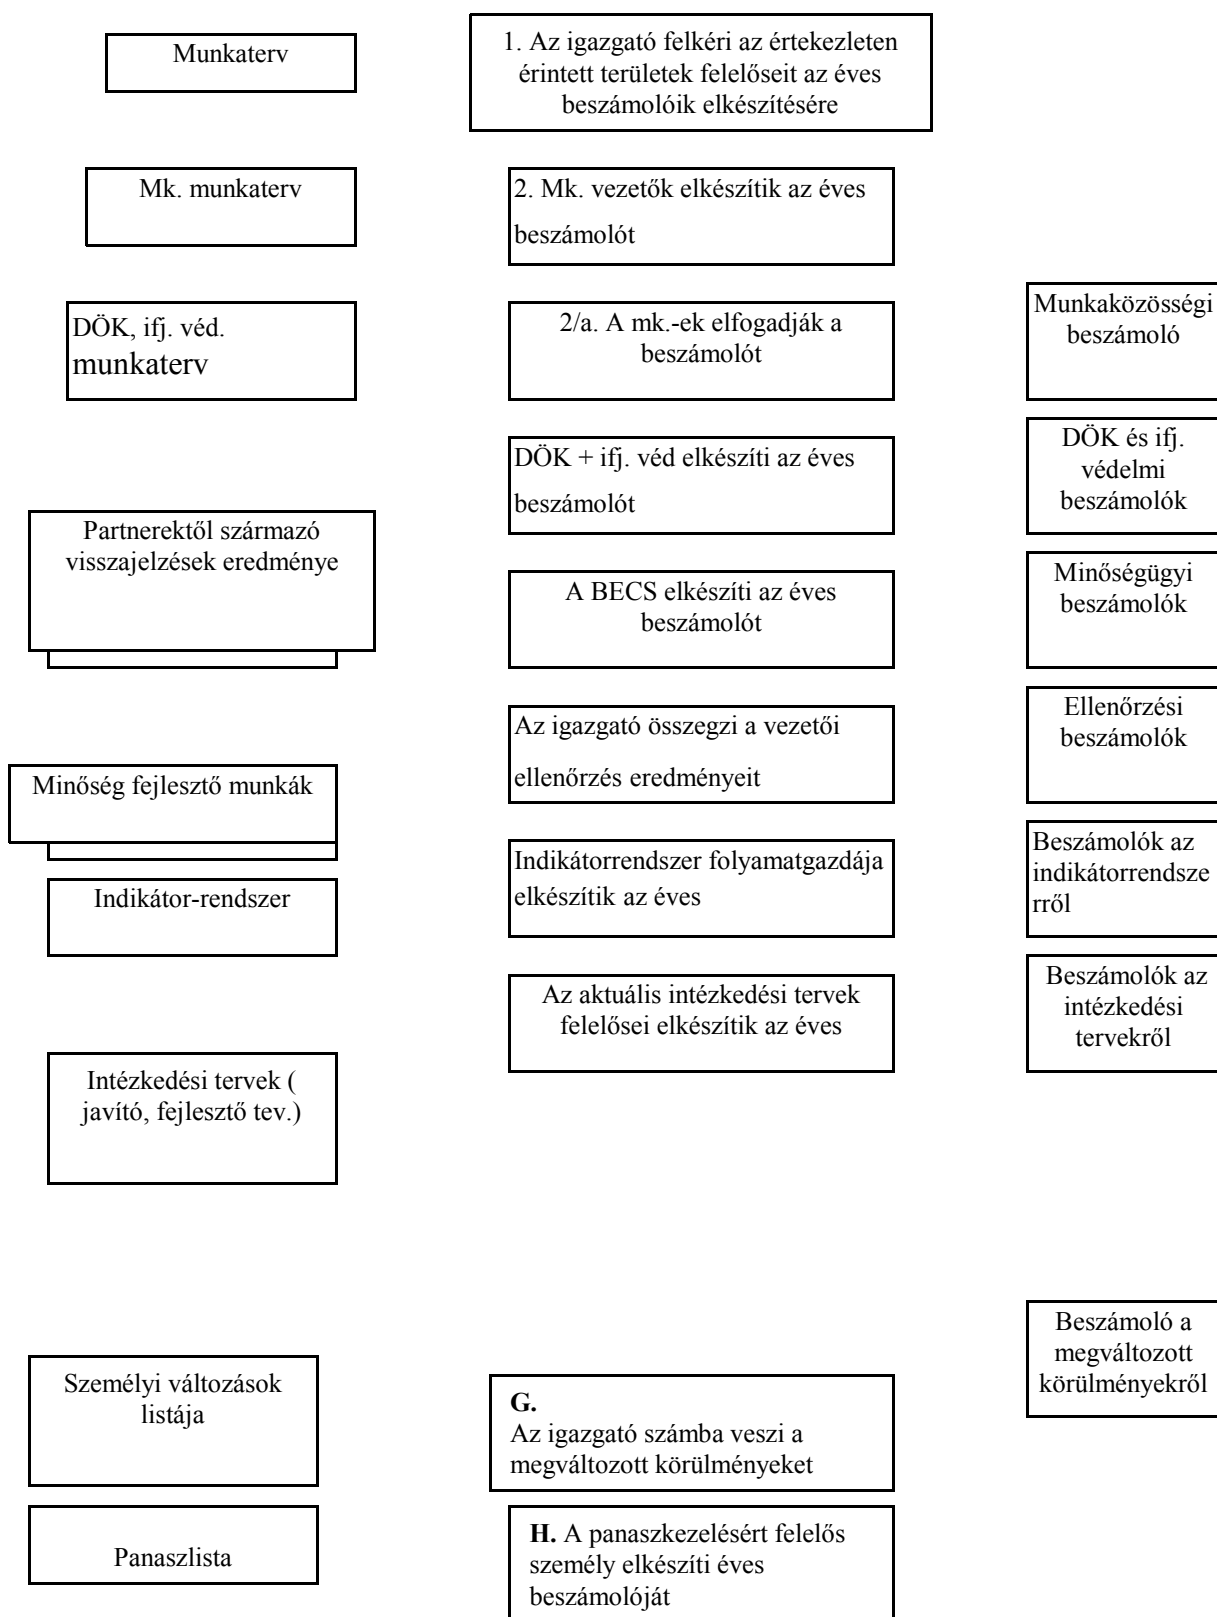 Munkaterv
1. Az igazgató felkéri az értekezleten
érintett területek felelőseit az éves
beszámolóik elkészítésére
Mk. munkaterv
2. Mk. vezetők elkészítik az éves
beszámolót
DÖK, ifj. véd.
munkaterv
2/a. A mk.-ek elfogadják a
beszámolót
Munkaközösségi
beszámoló
DÖK + ifj. véd elkészíti az éves
beszámolót
DÖK és ifj.
védelmi
beszámolók
Partnerektől származó
visszajelzések eredménye
A BECS elkészíti az éves
beszámolót
Minőségügyi
beszámolók
Az igazgató összegzi a vezetői
ellenőrzés eredményeit
Ellenőrzési
beszámolók
Minőség fejlesztő munkák
Indikátorrendszer folyamatgazdája
elkészítik az éves
Beszámolók az
indikátorrendsze
rről
Indikátor-rendszer
Az aktuális intézkedési tervek
felelősei elkészítik az éves
Beszámolók az
intézkedési
tervekről
Intézkedési tervek (
javító, fejlesztő tev.)
Beszámoló a
megváltozott
körülményekről
Személyi változások
listája
G.
Az igazgató számba veszi a
megváltozott körülményeket
Panaszlista
H. A panaszkezelésért felelős
személy elkészíti éves
beszámolóját